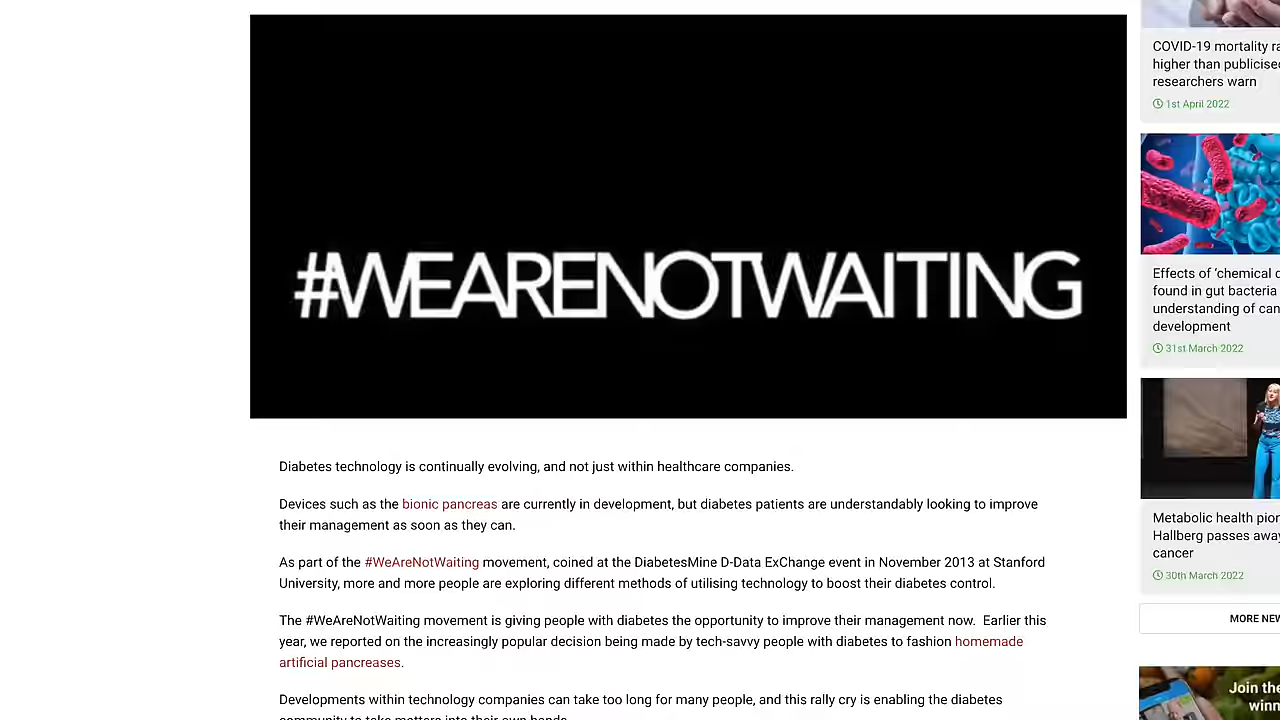 #WEARENOTWAITING
Diabetes technology is continually evolving, and not just within healthcare companies.
Devices such as the bionic pancreas are currently in development, but diabetes patients are understandably looking to improve
their management as soon as they can.
As part of the #WeAreNotWaiting movement, coined at the DiabetesMine D-Data ExChange event in November 2013 at Stanford
University, more and more people are exploring different methods of utilising technology to boost their diabetes control.
The #WeAreNotWaiting movement is giving people with diabetes the opportunity to improve their management now.  Earlier this
year, we reported on the increasingly popular decision being made by tech-savvy people with diabetes to fashion homemade
artificial pancreases.
Developments within technology companies can take too long for many people, and this rally cry is enabling the diabetes
community to take matters into their own hands.
COVID-19 mortality
higher than
researchers warn
1st April 2022
Effects of 'chemical
found in gut bacteria
understanding of
development
31st March 2022
Metabolic health
Hallberg passes
cancer
30th March 2022
MORE
Join